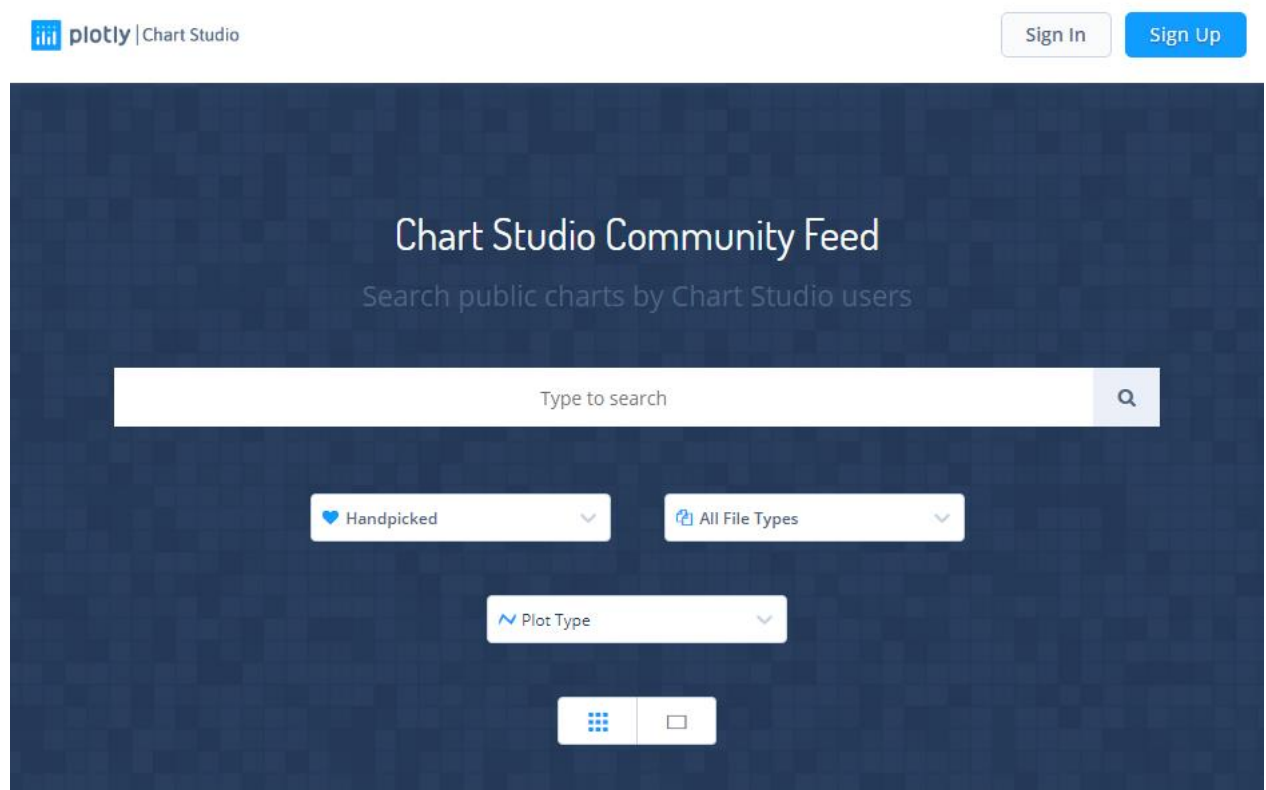 plotly | Chart Studio
Sign In
Sign Up
Chart Studio Community Feed
Search public charts by Chart Studio users
Type to search
Handpicked
All File Types
Plot Type